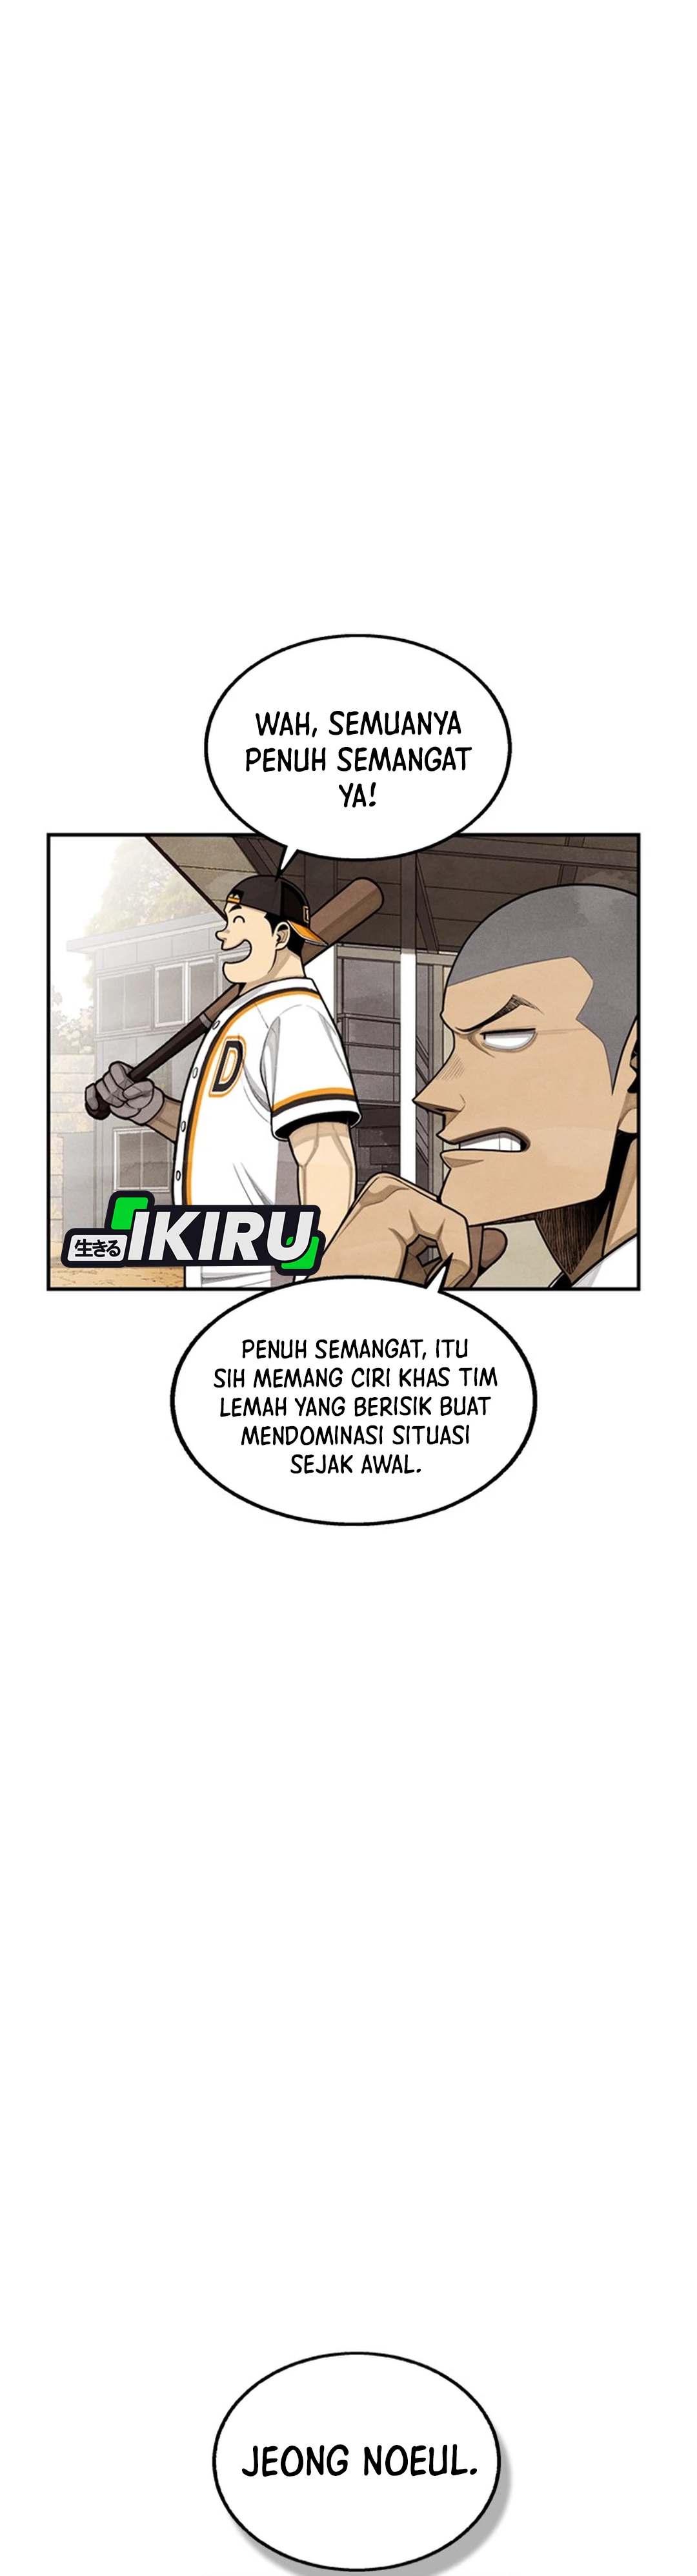 WAH, SEMUANYA
PENUH SEMANGAT
YA!
D
生きる IKIRU
PENUH SEMANGAT, ITU
SIH MEMANG CIRI KHAS TIM
LEMAH YANG BERISIK BUAT
MENDOMINASI SITUASI
SEJAK AWAL.
JEONG NOEUL.